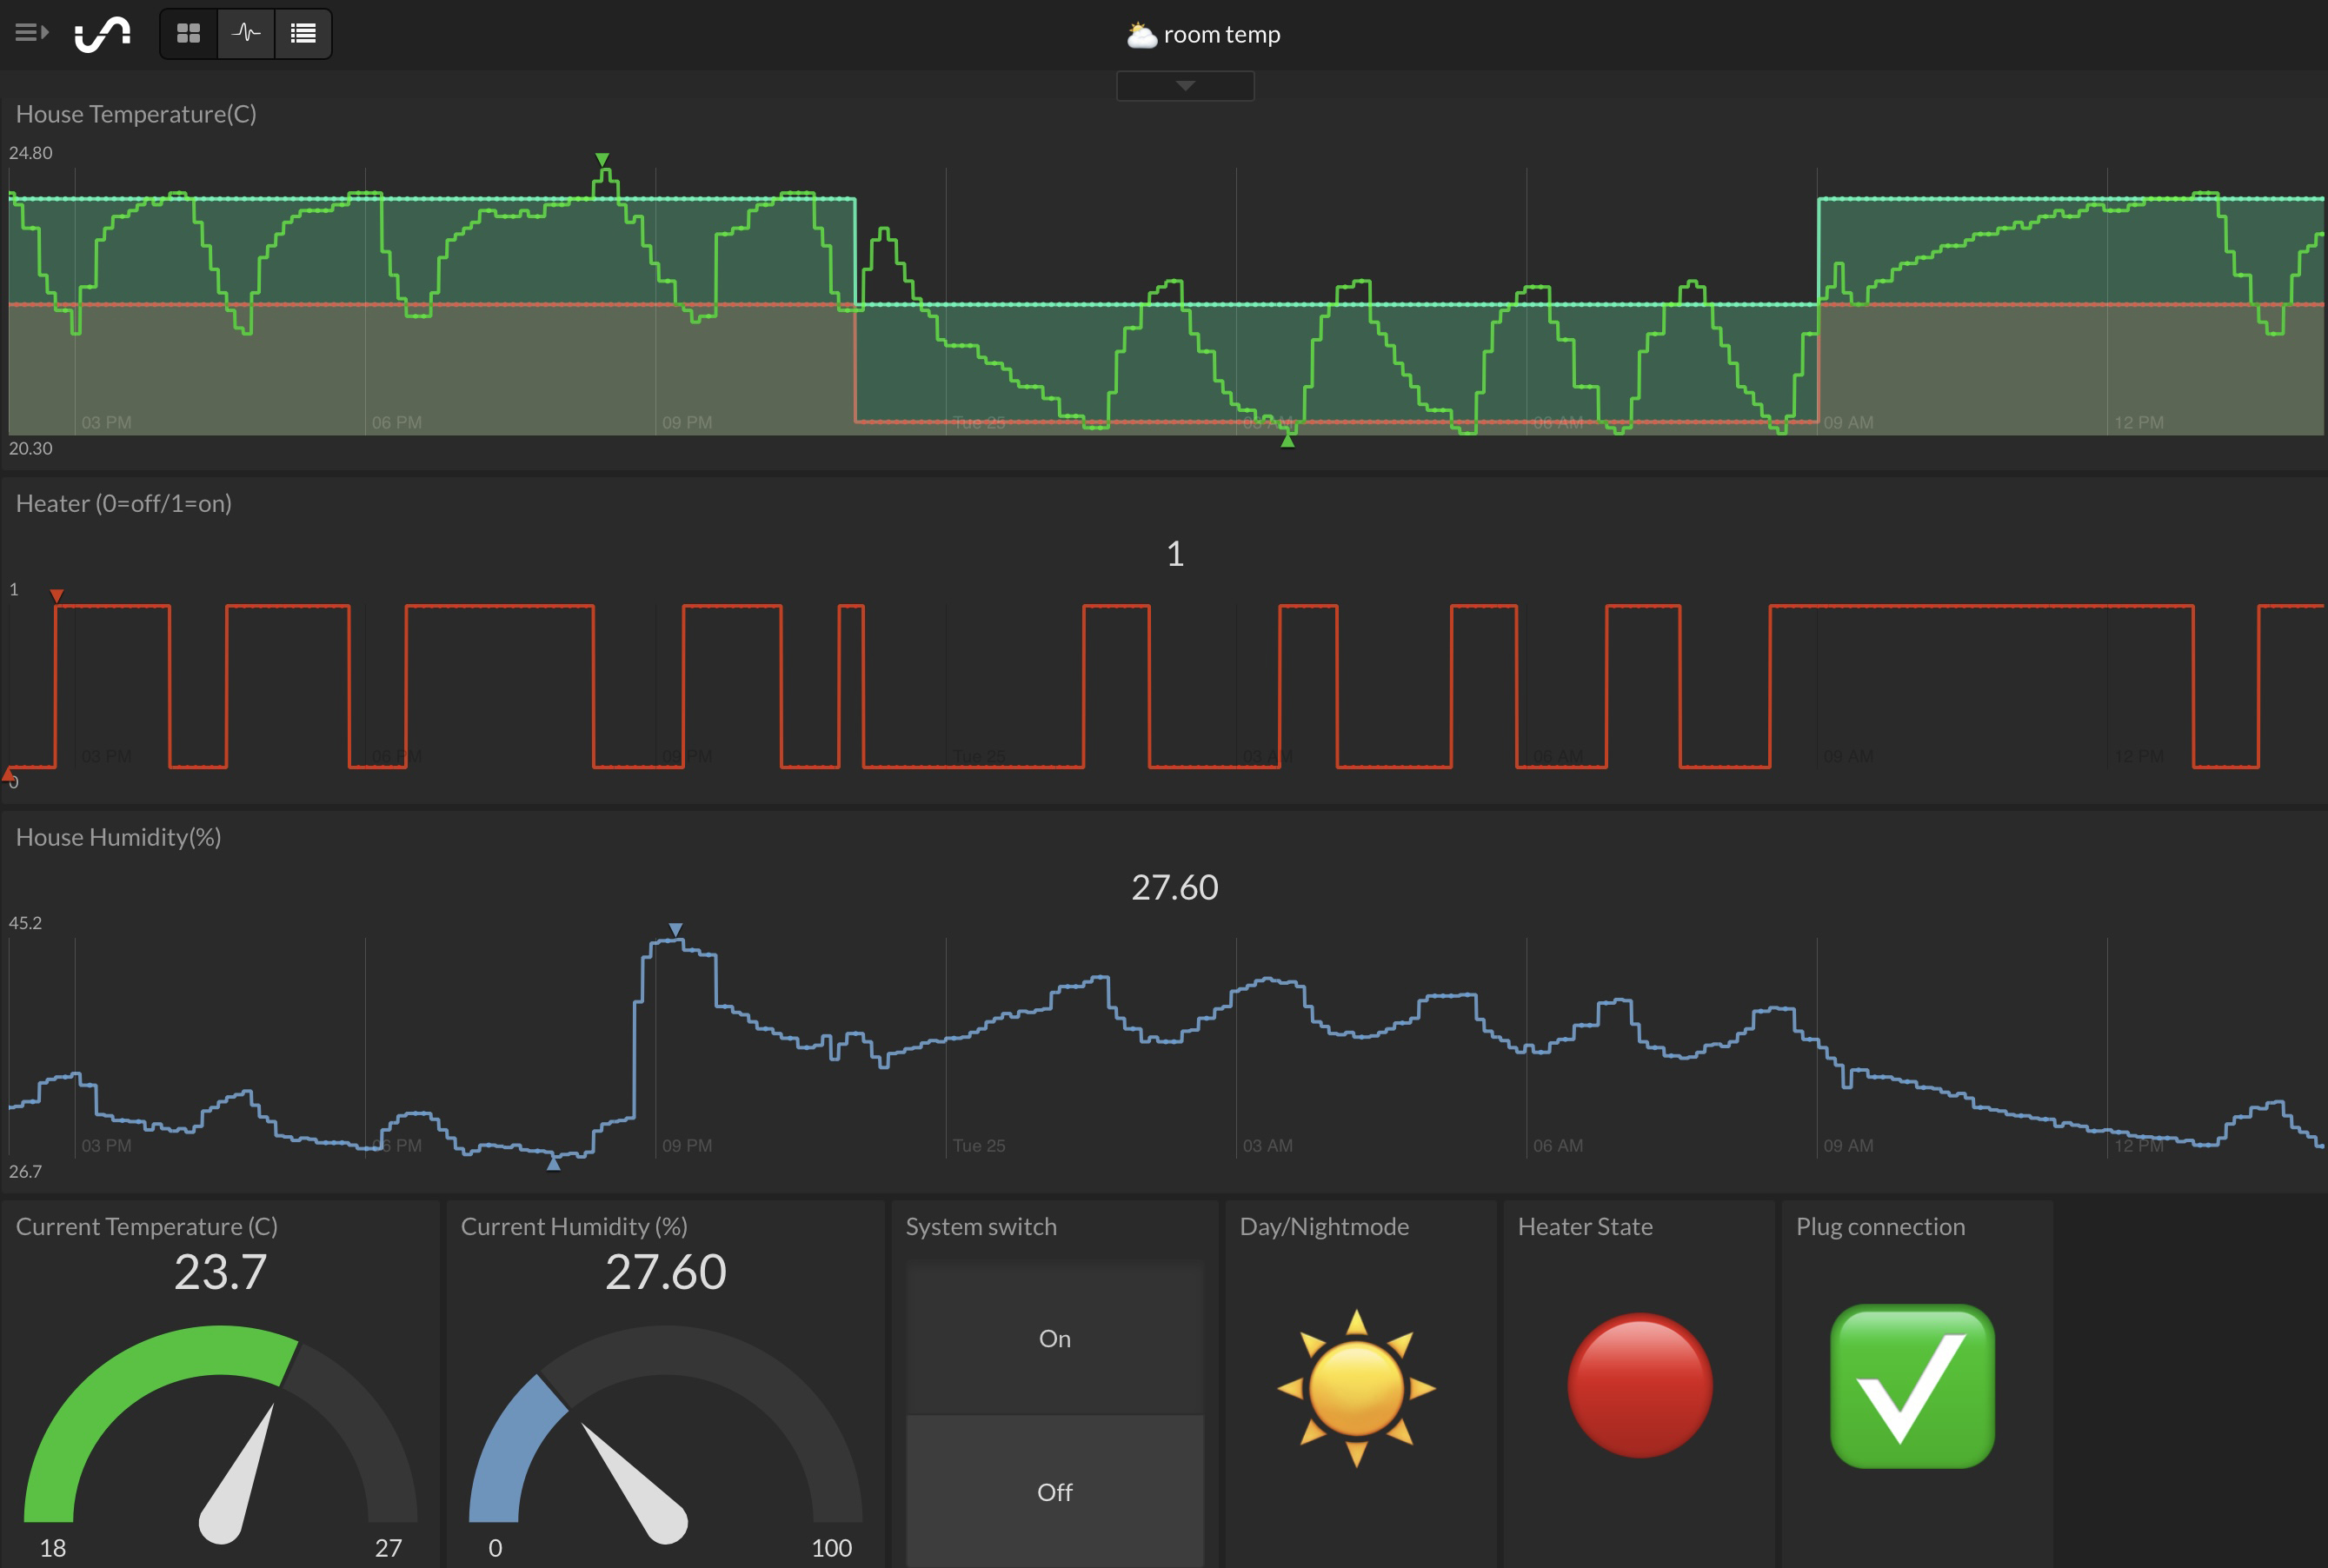 room temp
House Temperature(C)
24.80
03 PM 06 PM 09 PM Tue 25 03 AM 06 AM 09 AM 12 PM
20.30
Heater (0=off/1=on)
1
1
03 PM 06 PM 09 PM Tue 25 03 AM 06 AM 09 AM 12 PM
0
House Humidity(%)
27.60
45.2
03 PM 06 PM 09 PM Tue 25 03 AM 06 AM 09 AM 12 PM
26.7
Current Temperature (C) Current Humidity (%) System switch Day/Nightmode Heater State Plug connection
23.7 27.60
On
Off
18 27 0 100